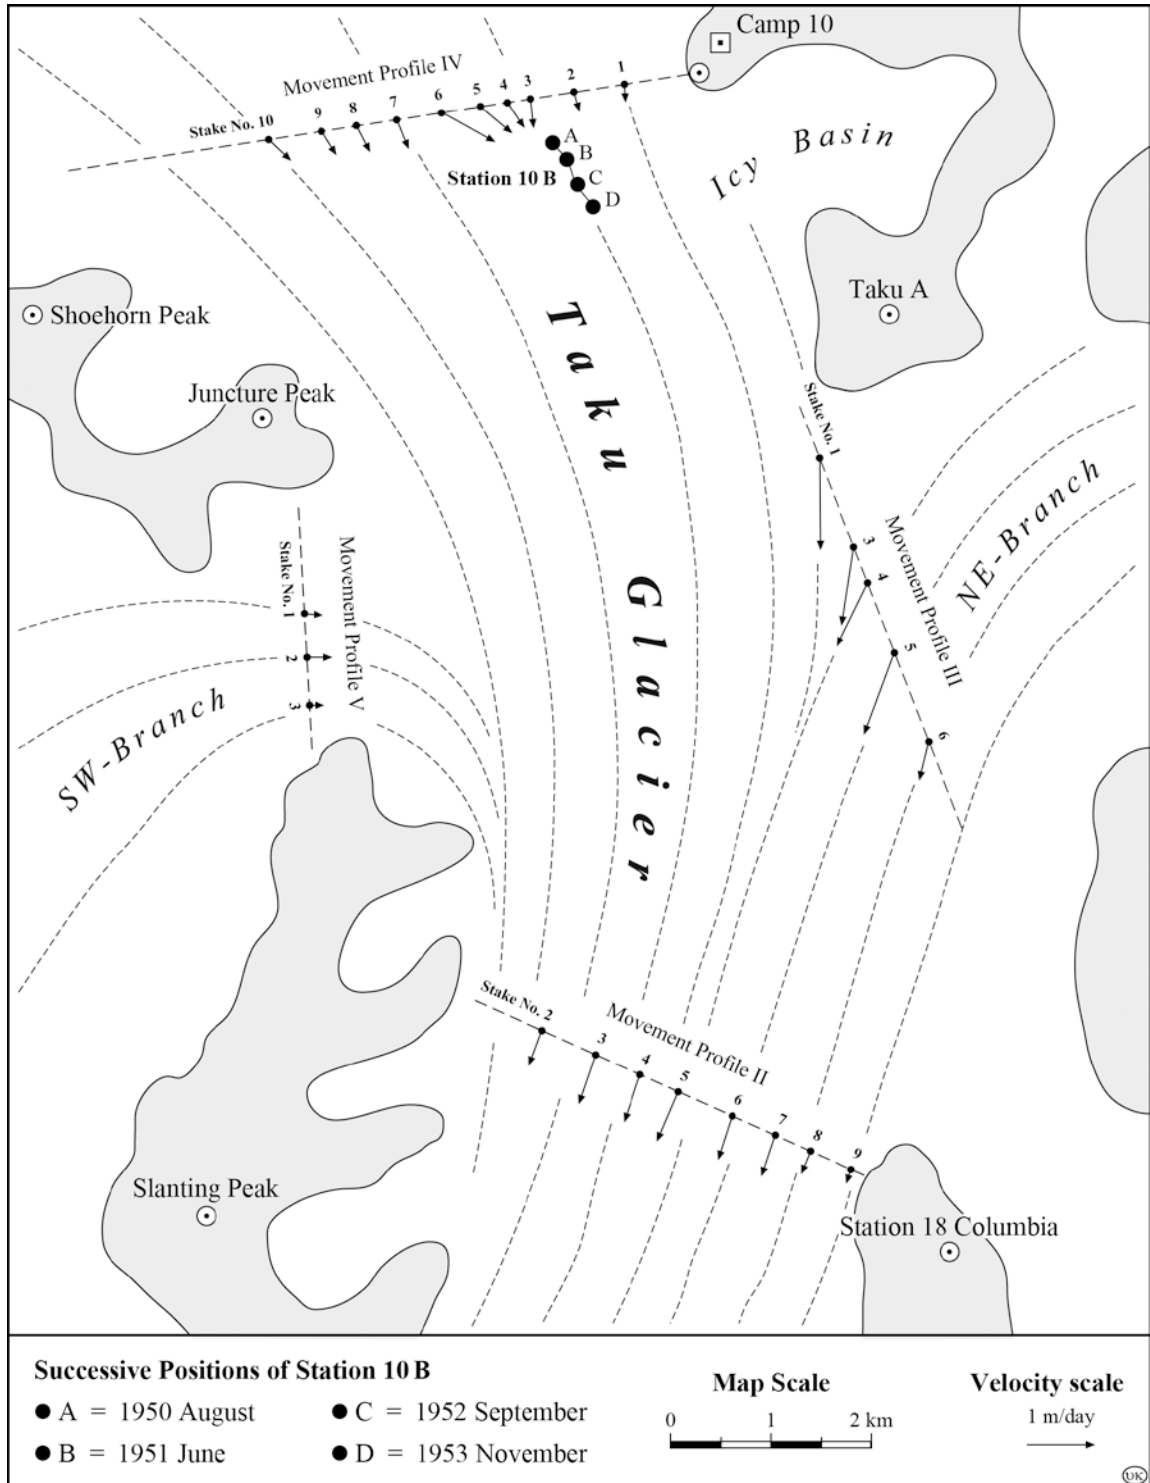 Camp 10
Movement Profile IV
Stake No. 10
9
8
7
6
5
4
3
2
1
Icy Basin
A
B
C
D
Station 10 B
Taku A
Shoehorn Peak
Juncture Peak
Taku Glacier
Stake No. 1
3
4
5
6
Movement Profile III
NE-Branch
Stake No. 1
2
3
Movement Profile V
SW-Branch
Stake No. 2
3
4
5
6
7
8
9
Movement Profile II
Slanting Peak
Station 18 Columbia
Successive Positions of Station 10 B
A = 1950 August
B = 1951 June
C = 1952 September
D = 1953 November
Map Scale
0 1 2 km
Velocity scale
1 m/day
UK